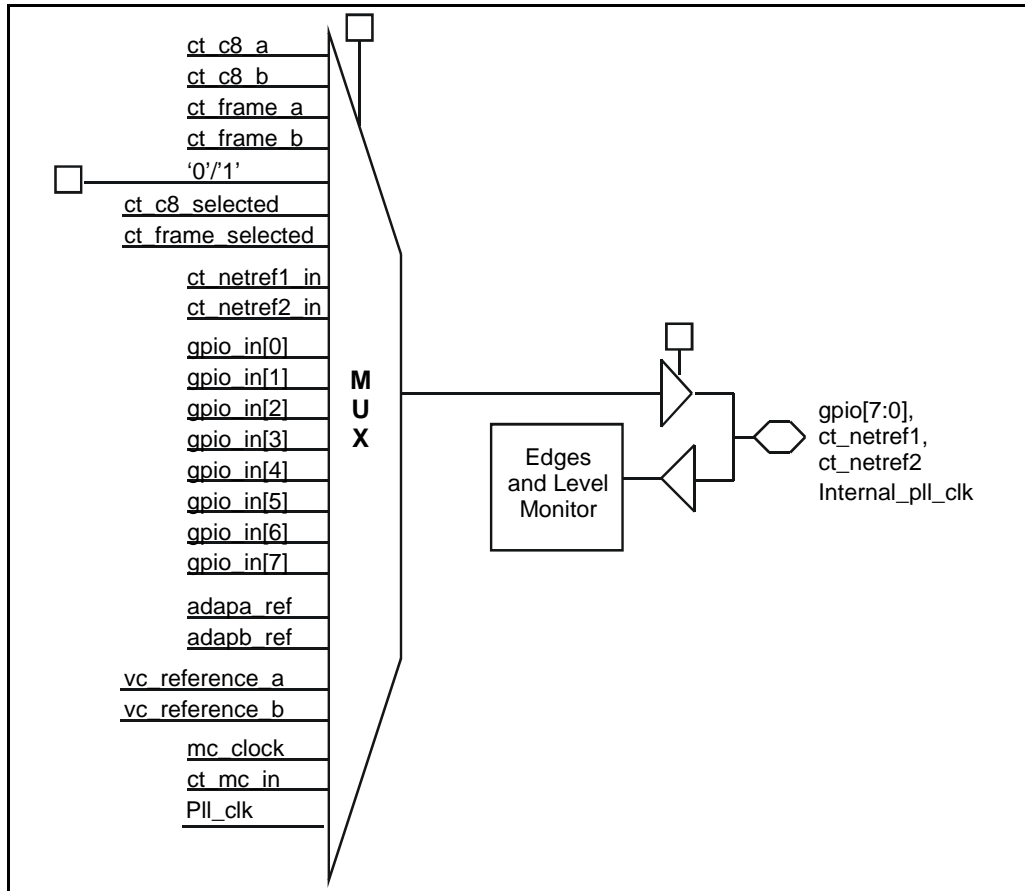 ct_c8_a
ct_c8_b
ct_frame_a
ct_frame_b
‘0’/’1’
ct_c8_selected
ct_frame_selected
ct_netref1_in
ct_netref2_in
gpio_in[0]
gpio_in[1]
gpio_in[2]
gpio_in[3]
gpio_in[4]
gpio_in[5]
gpio_in[6]
gpio_in[7]
adapa_ref
adapb_ref
vc_reference_a
vc_reference_b
mc_clock
ct_mc_in
Pll_clk
M
U
X
Edges
and Level
Monitor
gpio[7:0],
ct_netref1,
ct_netref2
Internal_pll_clk